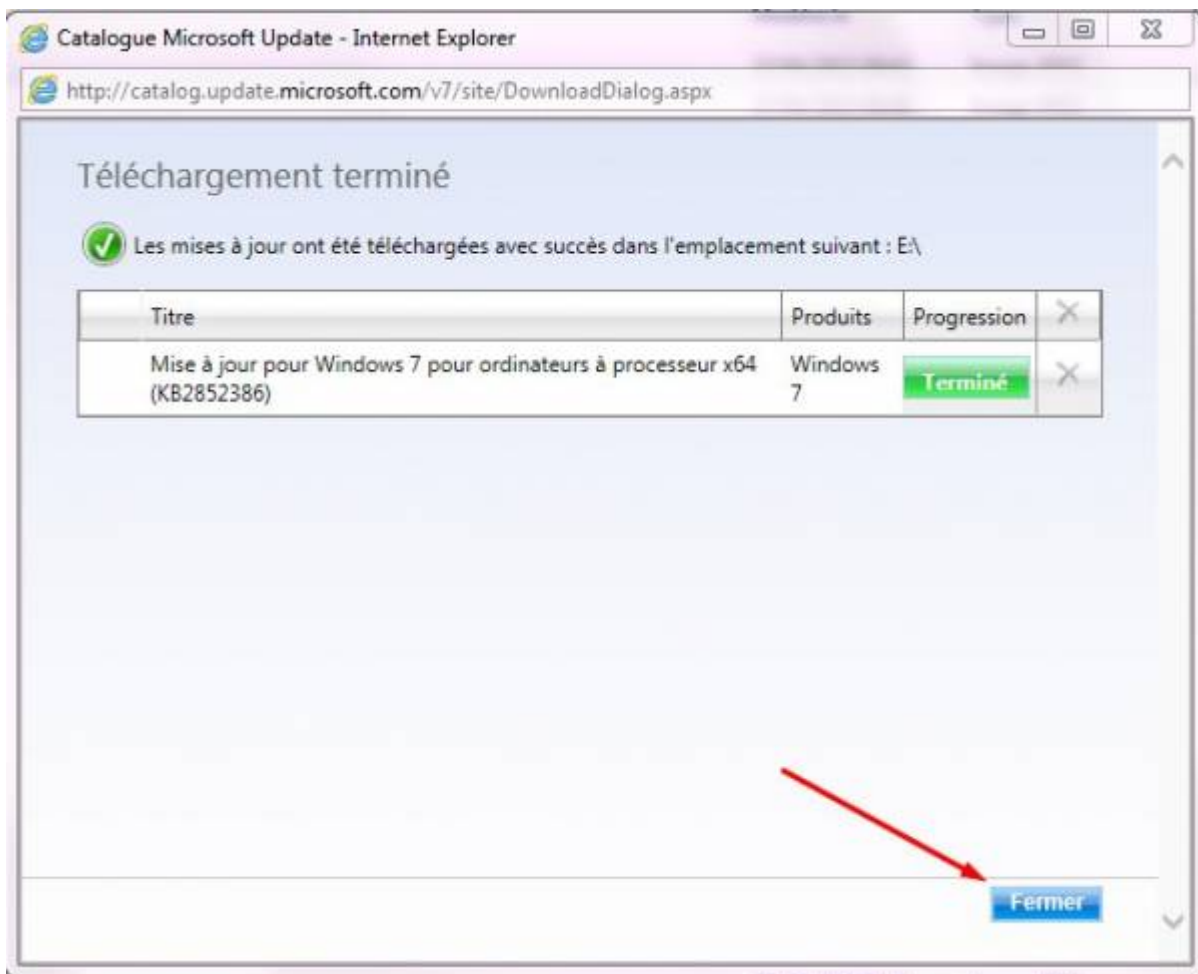 Catalogue Microsoft Update - Internet Explorer
http://catalog.update.microsoft.com/v7/site/DownloadDialog.aspx
Téléchargement terminé
Les mises à jour ont été téléchargées avec succès dans l'emplacement suivant : E:\
Titre Produits Progression
Mise à jour pour Windows 7 pour ordinateurs à processeur x64 Windows
(KB2852386) 7
Terminé
Fermer